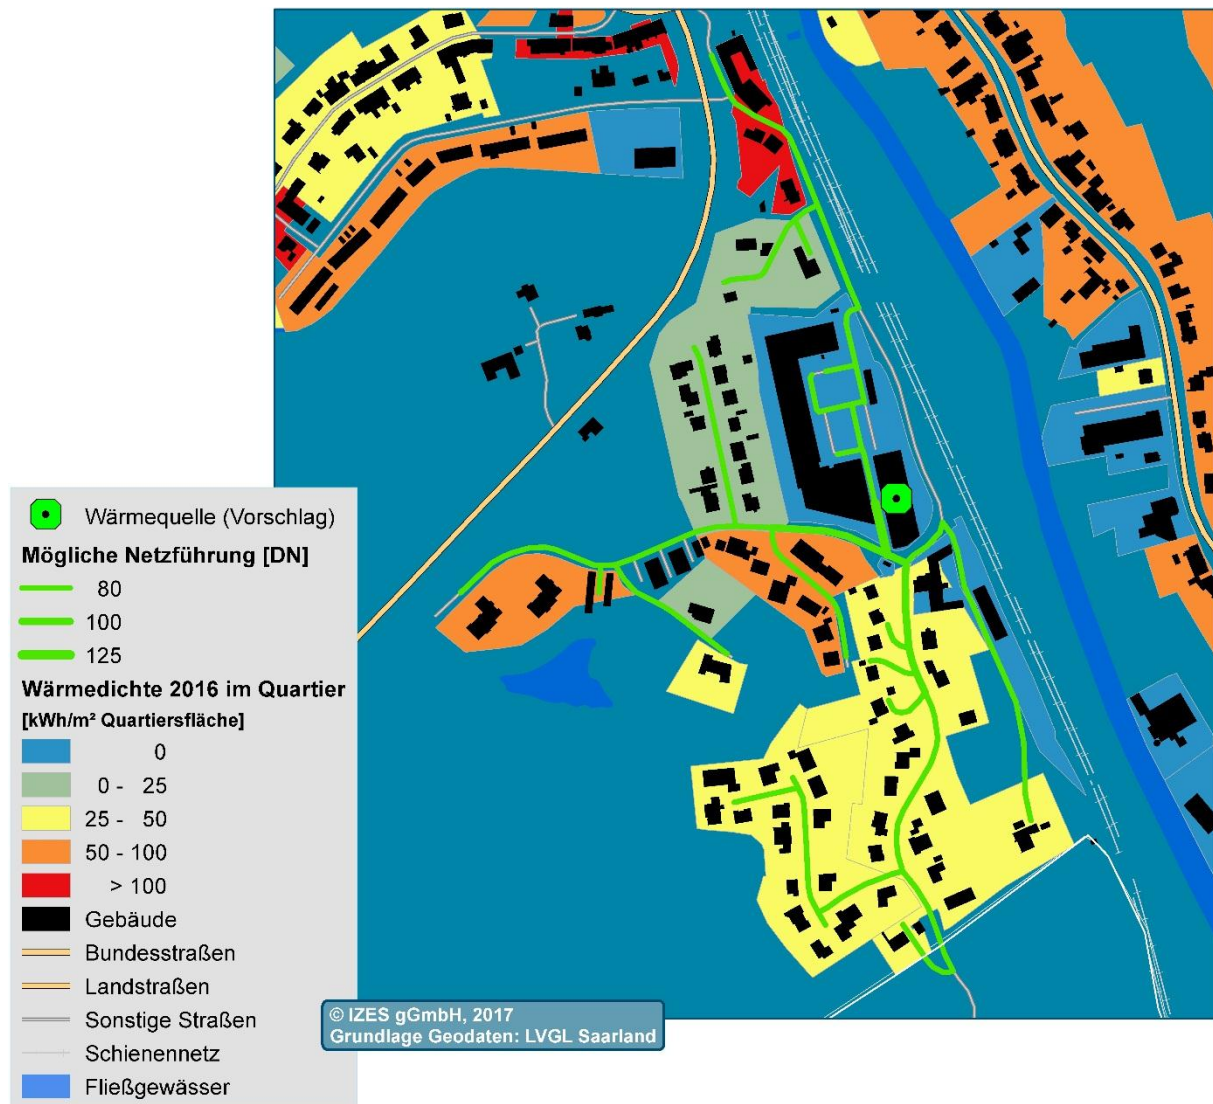 Wärmequelle (Vorschlag)
Mögliche Netzführung [DN]
80
100
125
Wärmedichte 2016 im Quartier
[kWh/m² Quartiersfläche]
0
0 - 25
25 - 50
50 - 100
> 100
Gebäude
Bundesstraßen
Landstraßen
Sonstige Straßen
Schienennetz
Fließgewässer
© IZES gGmbH, 2017
Grundlage Geodaten: LVGL Saarland